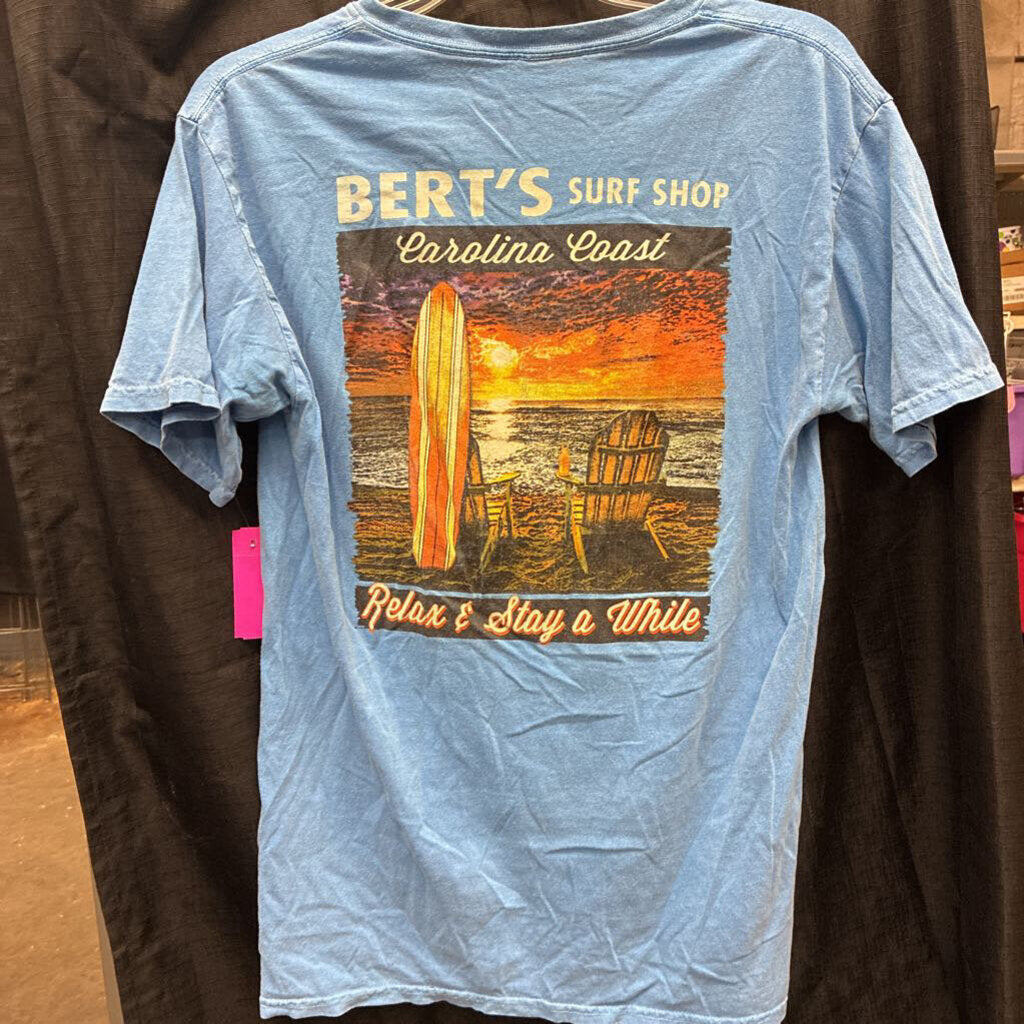 BERT'S SURF SHOP
Carolina Coast
Relax & Stay a While